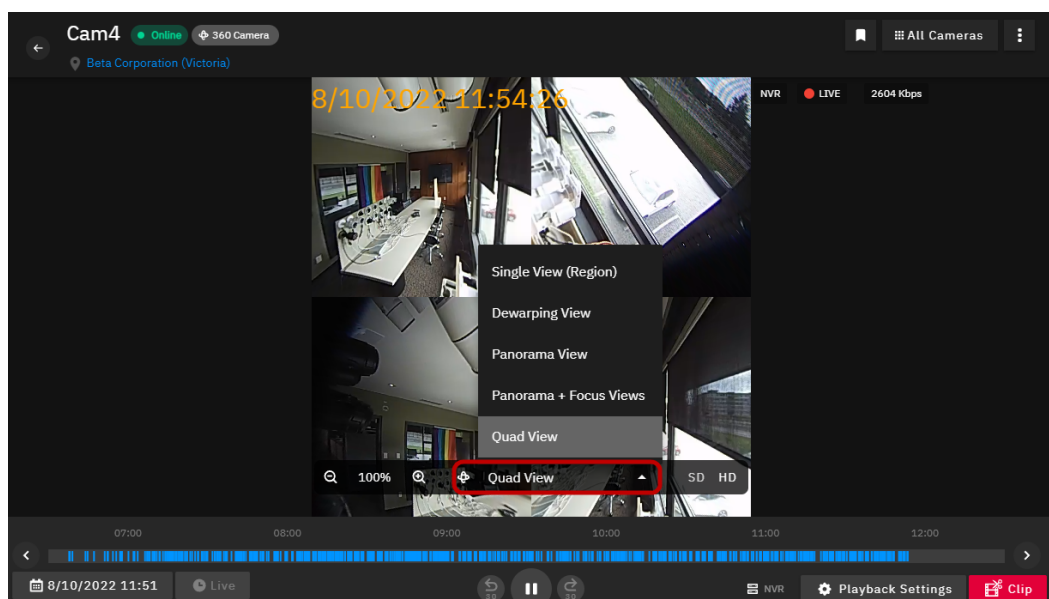 Cam4 Online 360 Camera
All Cameras
Beta Corporation (Victoria)
8/10/2022 11:54:26
NVR LIVE 2604 Kbps
Single View (Region)
Dewarping View
Panorama View
Panorama + Focus Views
Quad View
100% Quad View SD HD
07:00 08:00 09:00 10:00 11:00 12:00
8/10/2022 11:51 Live 30 30 NVR Playback Settings Clip